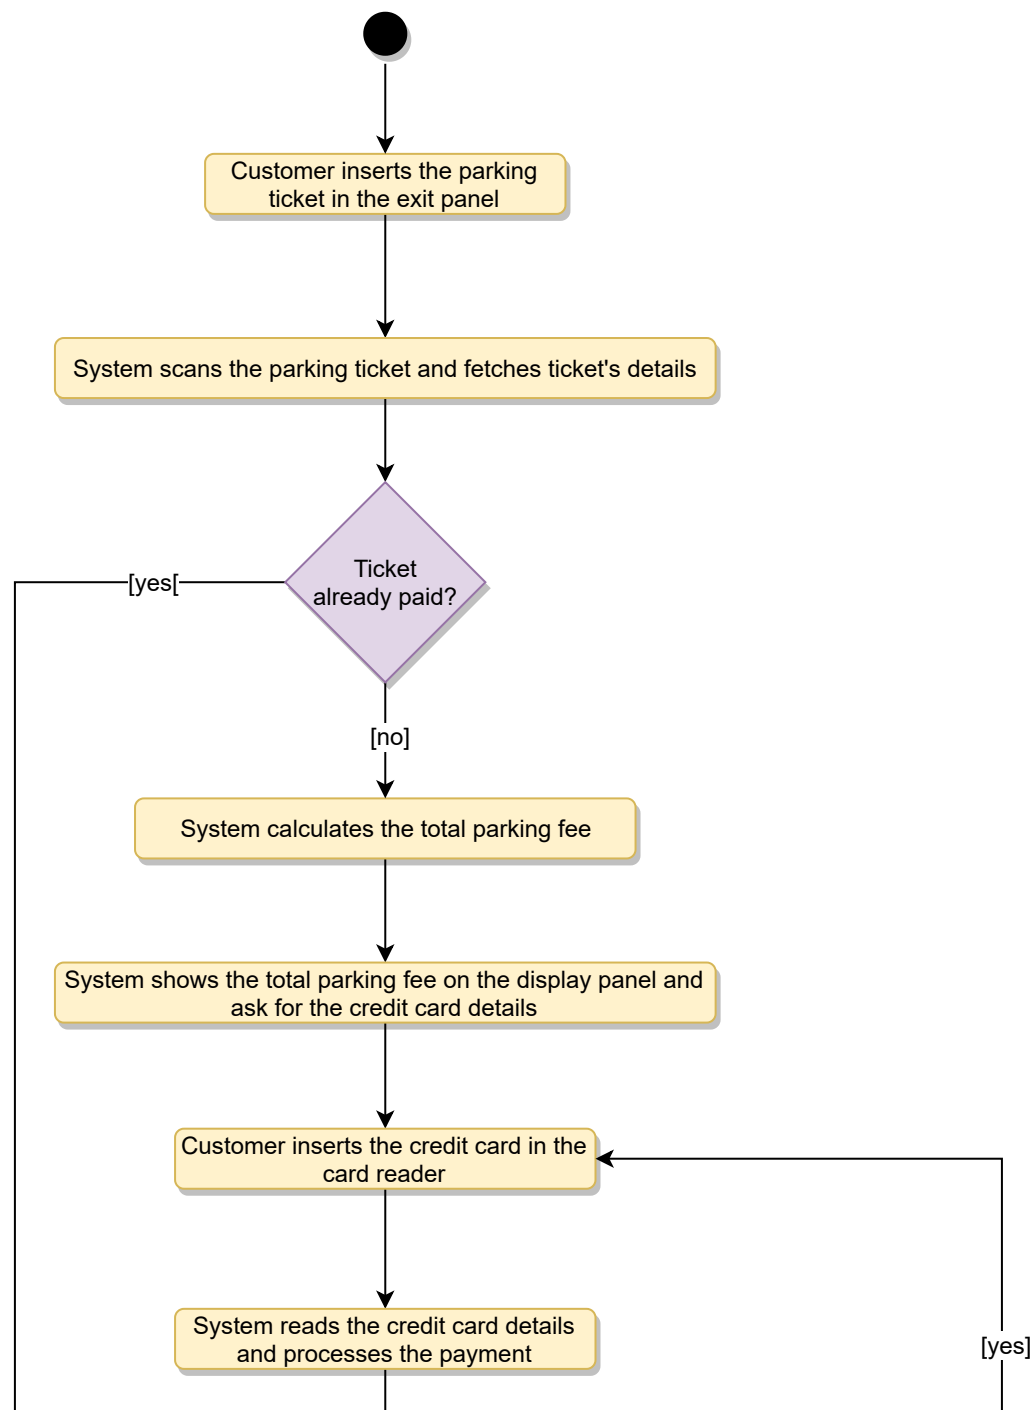 Customer inserts the parking
ticket in the exit panel
System scans the parking ticket and fetches ticket's details
Ticket
already paid?
[yes[
[no]
System calculates the total parking fee
System shows the total parking fee on the display panel and
ask for the credit card details
Customer inserts the credit card in the
card reader
System reads the credit card details
and processes the payment
[yes]